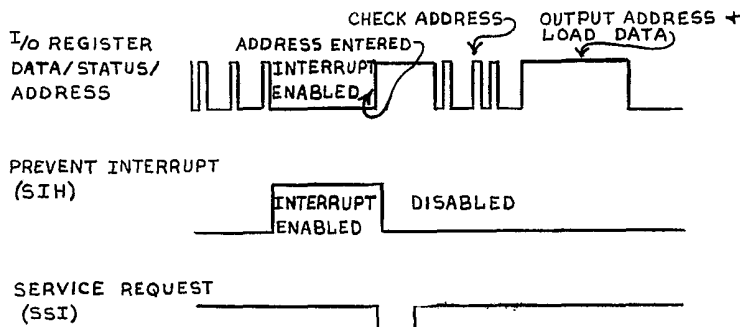 CHECK ADDRESS
OUTPUT ADDRESS +
LOAD DATA
I/O REGISTER
DATA/STATUS/
ADDRESS
ADDRESS ENTERED
INTERRUPT
ENABLED
PREVENT INTERRUPT
(SIH)
INTERRUPT
ENABLED
DISABLED
SERVICE REQUEST
(SSI)